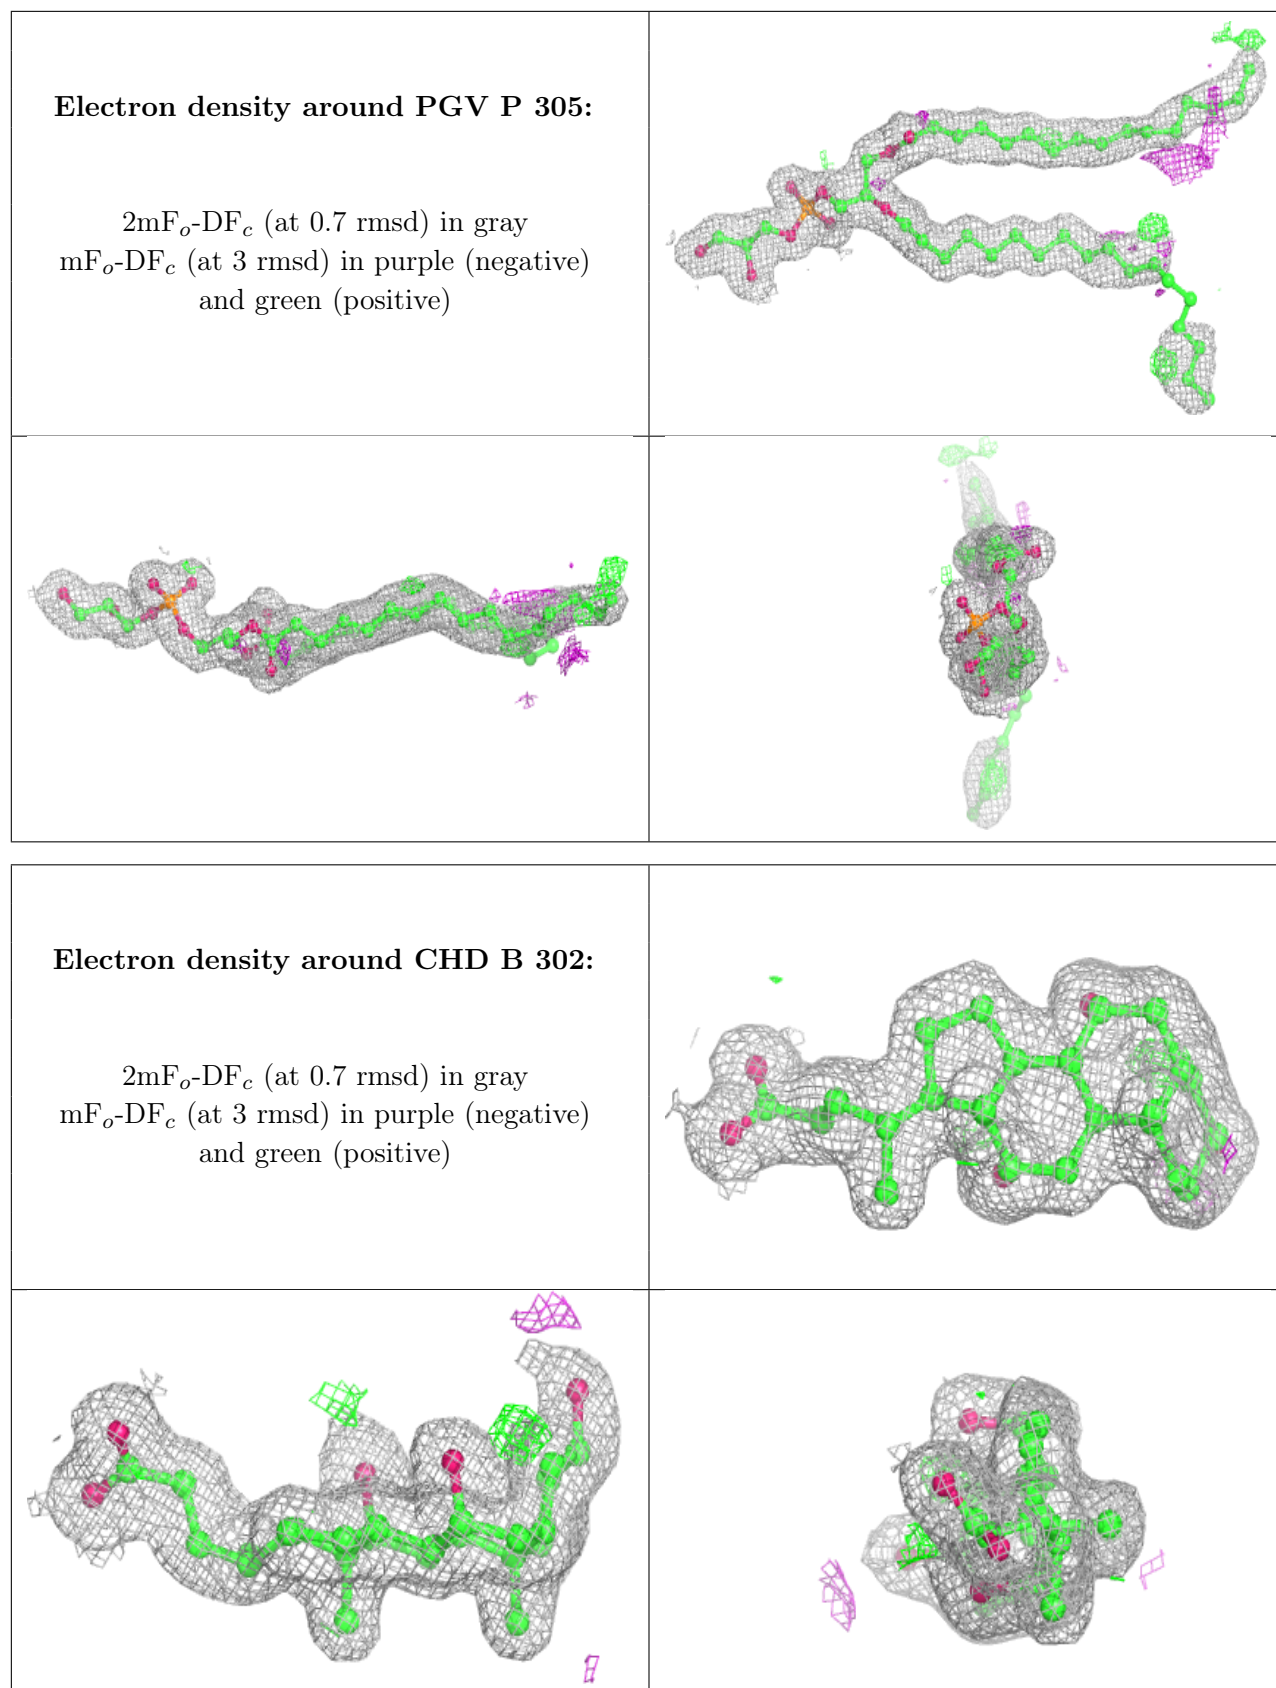 Electron density around PGV P 305:
2mFₒ-DF𝒸 (at 0.7 rmsd) in gray
mFₒ-DF𝒸 (at 3 rmsd) in purple (negative)
and green (positive)
Electron density around CHD B 302:
2mFₒ-DF𝒸 (at 0.7 rmsd) in gray
mFₒ-DF𝒸 (at 3 rmsd) in purple (negative)
and green (positive)